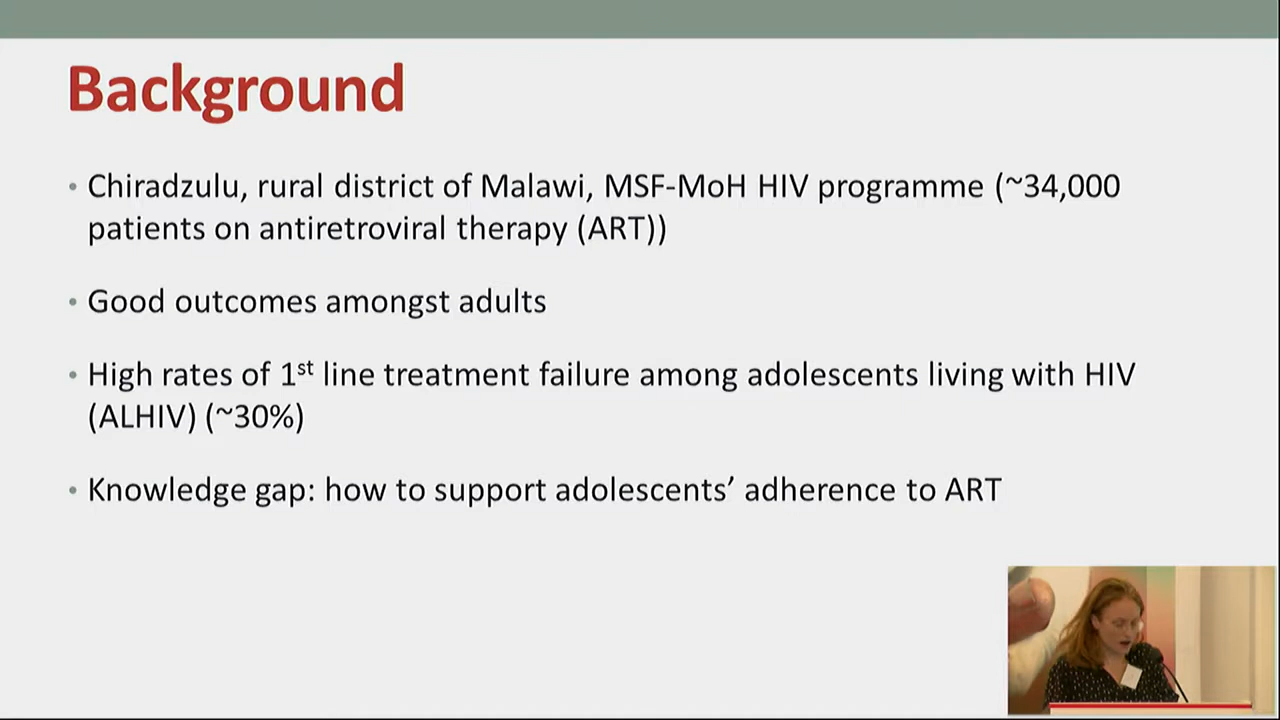 Background
• Chiradzulu, rural district of Malawi, MSF-MoH HIV programme (~34,000
patients on antiretroviral therapy (ART))
• Good outcomes amongst adults
• High rates of 1st line treatment failure among adolescents living with HIV
(ALHIV) (~30%)
• Knowledge gap: how to support adolescents’ adherence to ART